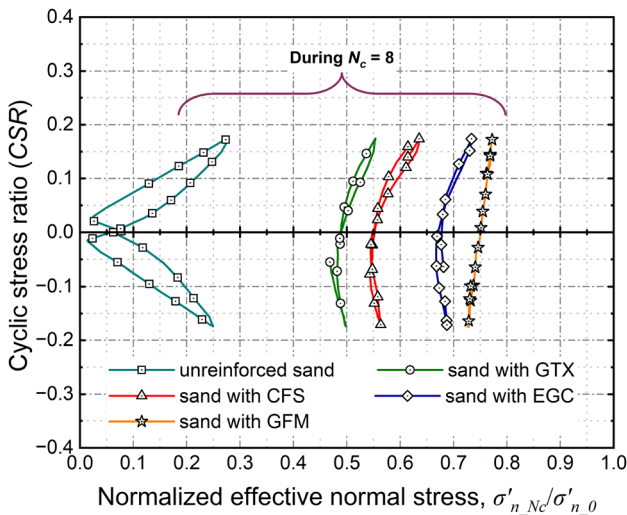 0.4
During N_c = 8
0.3
0.2
0.1
0.0
−0.1
−0.2
−0.3
−0.4
Cyclic stress ratio (CSR)
unreinforced sand
sand with GTX
sand with CFS
sand with EGC
sand with GFM
0.0 0.1 0.2 0.3 0.4 0.5 0.6 0.7 0.8 0.9 1.0
Normalized effective normal stress, σ′n_Nc/σ′n_0